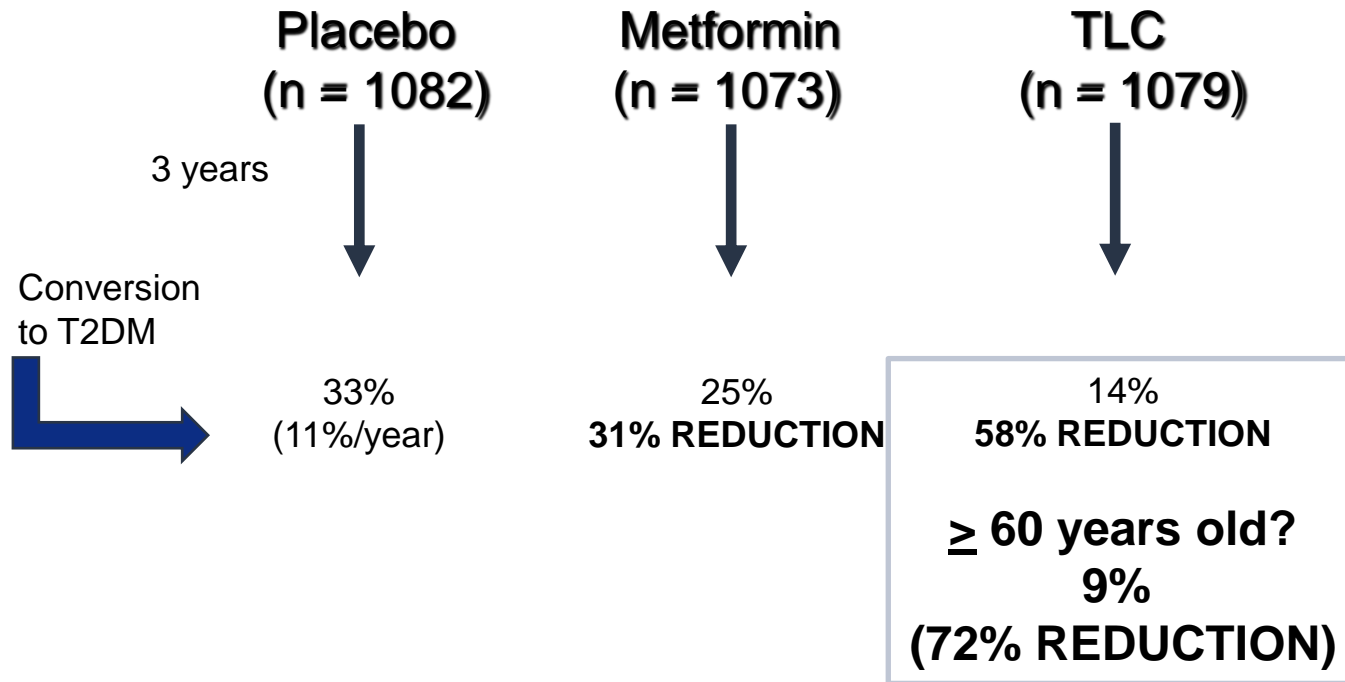 Placebo
(n = 1082)
Metformin
(n = 1073)
TLC
(n = 1079)
3 years
Conversion
to T2DM
33%
(11%/year)
25%
31% REDUCTION
14%
58% REDUCTION
≥ 60 years old?
9%
(72% REDUCTION)